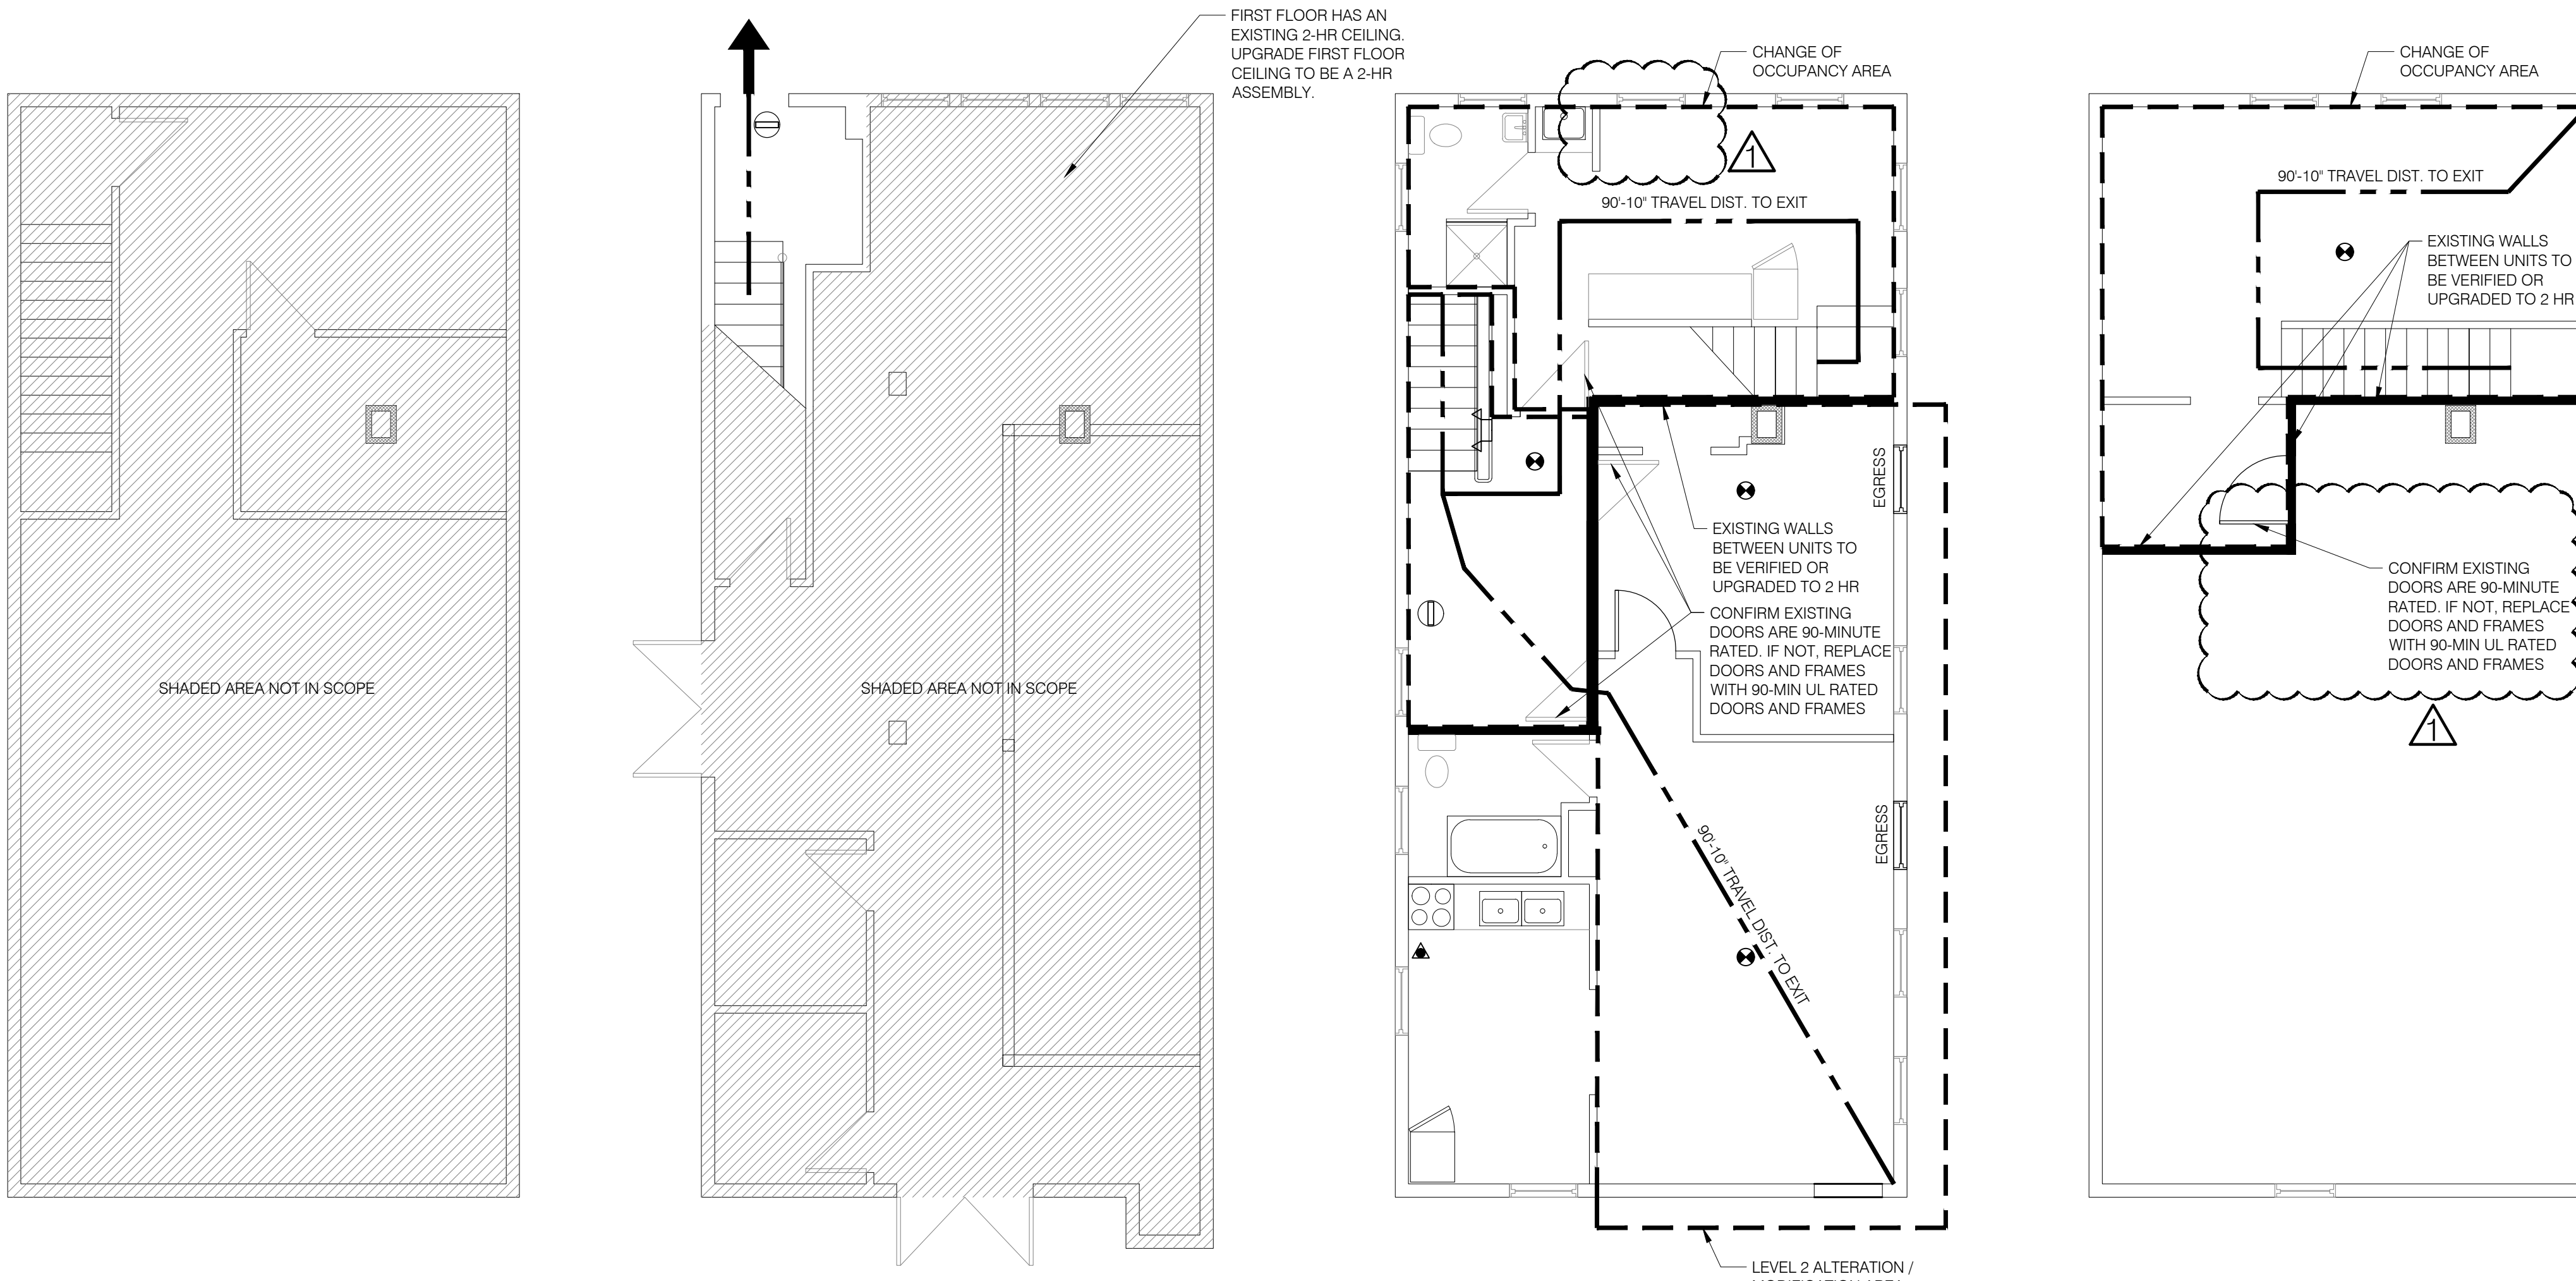 SHADED AREA NOT IN SCOPE
FIRST FLOOR HAS AN
EXISTING 2-HR CEILING.
UPGRADE FIRST FLOOR
CEILING TO BE A 2-HR
ASSEMBLY.
SHADED AREA NOT IN SCOPE
CHANGE OF
OCCUPANCY AREA
1
90'-10" TRAVEL DIST. TO EXIT
EGRESS
EXISTING WALLS
BETWEEN UNITS TO
BE VERIFIED OR
UPGRADED TO 2 HR
CONFIRM EXISTING
DOORS ARE 90-MINUTE
RATED. IF NOT, REPLACE
DOORS AND FRAMES
WITH 90-MIN UL RATED
DOORS AND FRAMES
EGRESS
90'-10" TRAVEL DIST. TO EXIT
LEVEL 2 ALTERATION /
CHANGE OF
OCCUPANCY AREA
90'-10" TRAVEL DIST. TO EXIT
EXISTING WALLS
BETWEEN UNITS TO
BE VERIFIED OR
UPGRADED TO 2 HR
CONFIRM EXISTING
DOORS ARE 90-MINUTE
RATED. IF NOT, REPLACE
DOORS AND FRAMES
WITH 90-MIN UL RATED
DOORS AND FRAMES
1